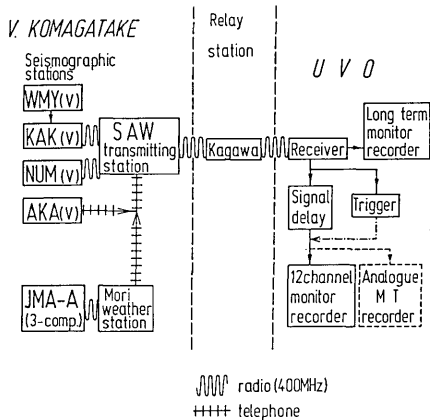 V. KOMAGATAKE
Relay
station
U V O
Seismographic
stations
WMY(V)
KAK(V)
NUM(V)
AKA(V)
SAW
transmitting
station
Kagawa
Receiver
Long term
monitor
recorder
Signal
delay
Trigger
JMA-A
(3-comp.)
Mori
weather
station
12channel
monitor
recorder
Analogue
M T
recorder
radio (400MHz)
telephone